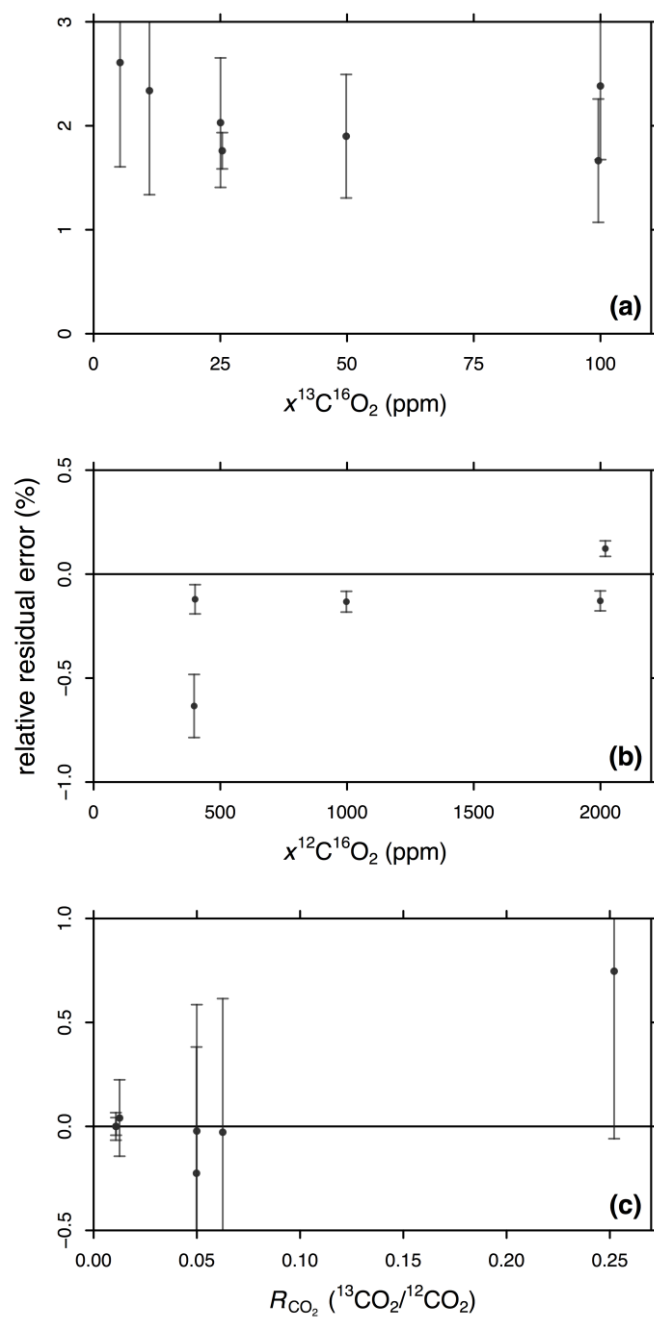 3
2
1
0
(a)
0 25 50 75 100
x¹³C¹⁶O₂ (ppm)
relative residual error (%)
0.5
0.0
−0.5
−1.0
(b)
0 500 1000 1500 2000
x¹²C¹⁶O₂ (ppm)
1.0
0.5
0.0
−0.5
(c)
0.00 0.05 0.10 0.15 0.20 0.25
R_CO₂ (¹³CO₂/¹²CO₂)